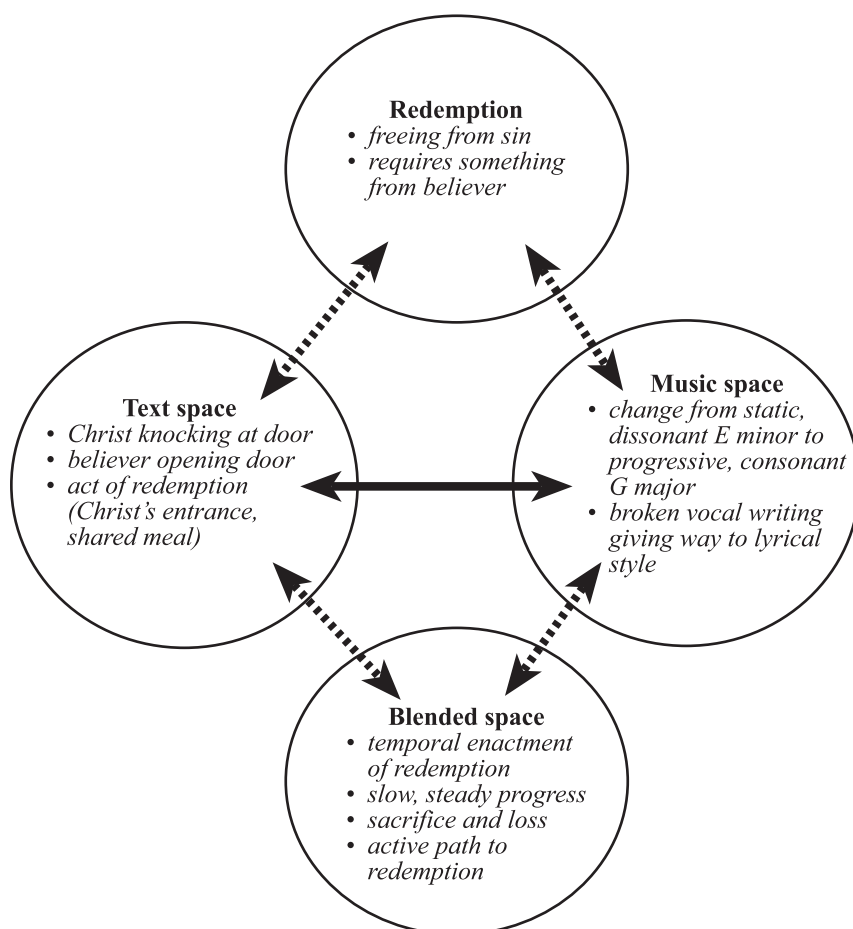 Redemption
• freeing from sin
• requires something
from believer
Text space
• Christ knocking at door
• believer opening door
• act of redemption
(Christ’s entrance,
shared meal)
Music space
• change from static,
dissonant E minor to
progressive, consonant
G major
• broken vocal writing
giving way to lyrical
style
Blended space
• temporal enactment
of redemption
• slow, steady progress
• sacrifice and loss
• active path to
redemption